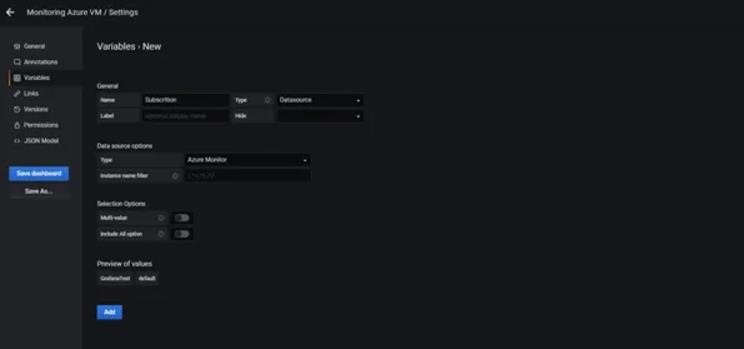 Monitoring Azure VM / Settings
General
Annotations
Variables
Links
Versions
Permissions
JSON Model
Save dashboard
Save As...
Variables › New
General
Name Subscrition Type Datasource
Label Optional display name Hide
Data source options
Type Azure Monitor
Instance name filter
Selection Options
Multi-value
Include All option
Preview of values
GrafanaTest default
Add